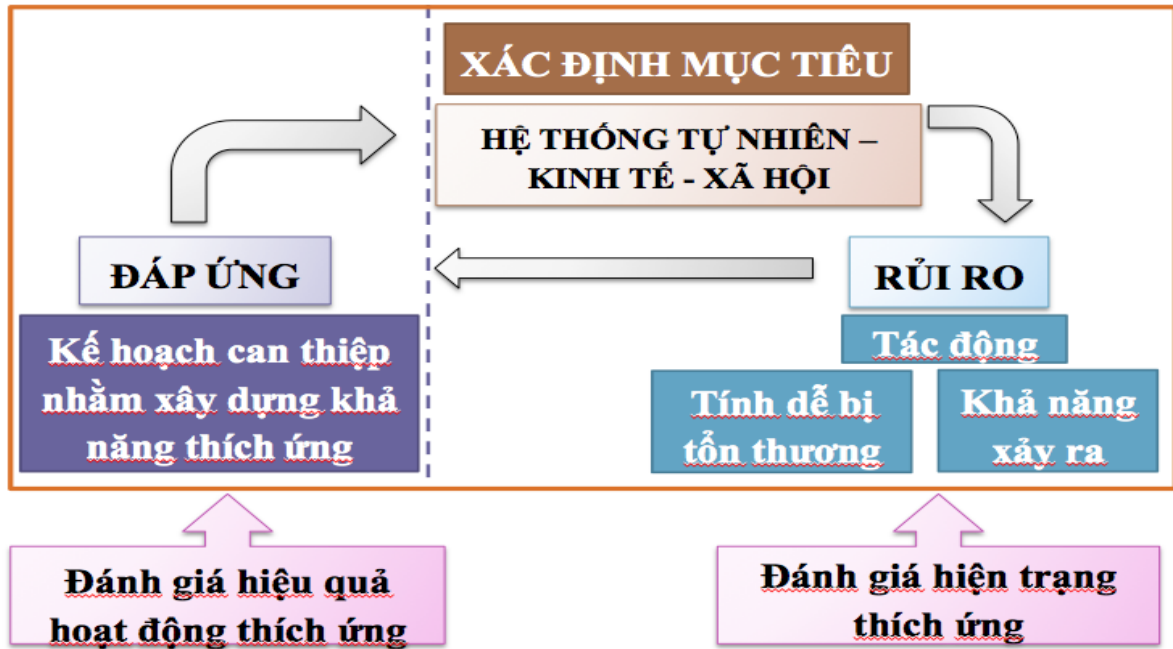 XÁC ĐỊNH MỤC TIÊU
HỆ THỐNG TỰ NHIÊN –
KINH TẾ - XÃ HỘI
ĐÁP ỨNG
RỦI RO
Kế hoạch can thiệp
nhằm xây dựng khả
năng thích ứng
Tác động
Tính dễ bị
tổn thương
Khả năng
xảy ra
Đánh giá hiệu quả
hoạt động thích ứng
Đánh giá hiện trạng
thích ứng